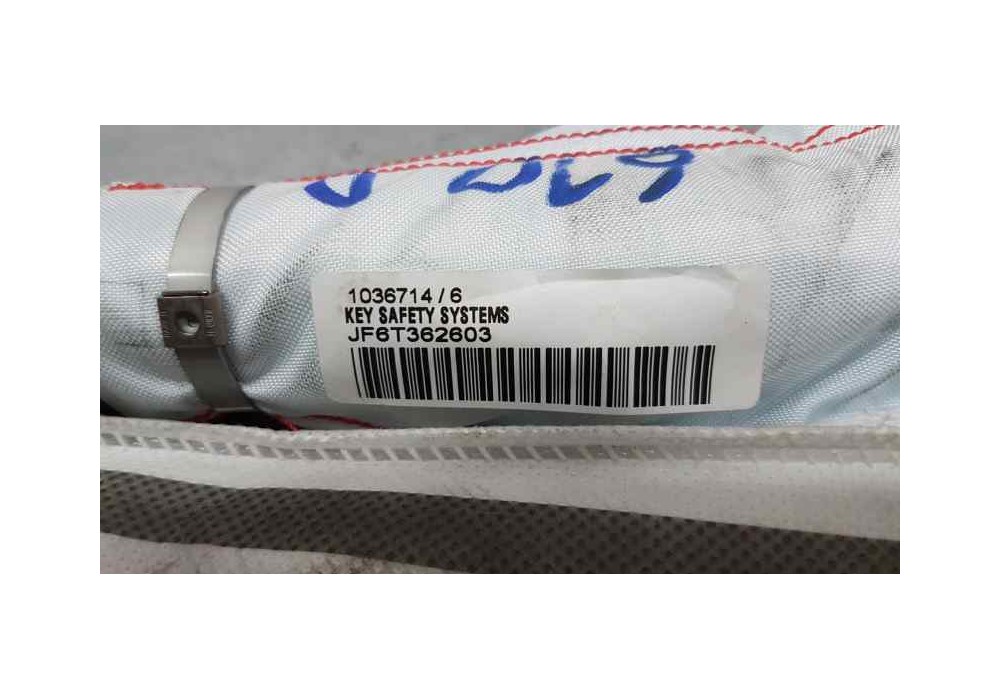 1036714 / 6
KEY SAFETY SYSTEMS
JF6T362603